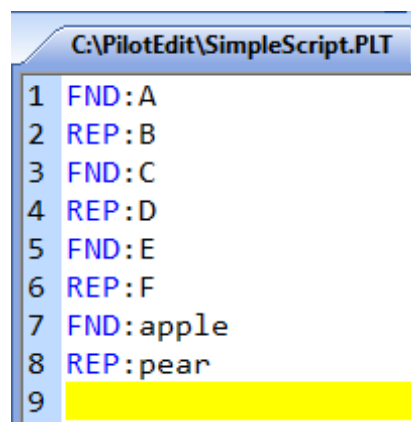 C:\PilotEdit\SimpleScript.PLT
1 FND:A
2 REP:B
3 FND:C
4 REP:D
5 FND:E
6 REP:F
7 FND:apple
8 REP:pear
9